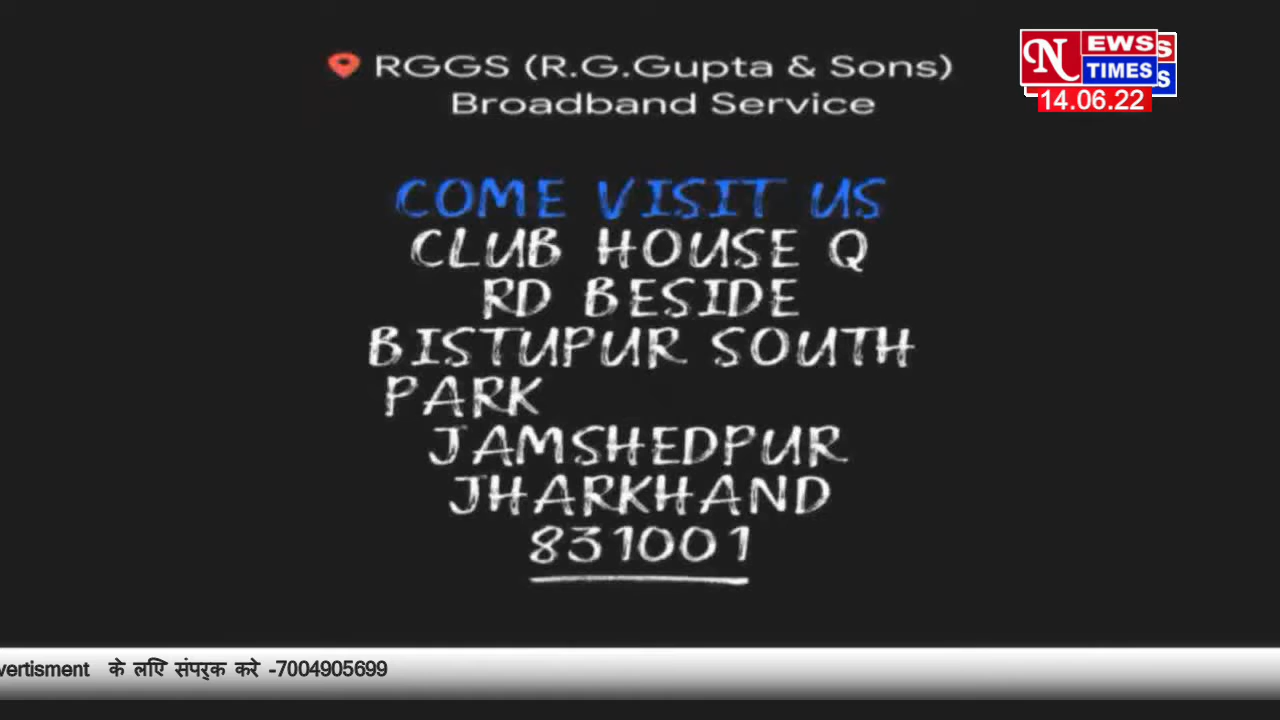 RGGS (R.G.Gupta & Sons)
Broadband Service
NEWS
TIMES
14.06.22
COME VISIT US
CLUB HOUSE Q
RD BESIDE
BISTUPUR SOUTH
PARK
JAMSHEDPUR
JHARKHAND
831001
vertisment के लिए संपर्क करे -7004905699